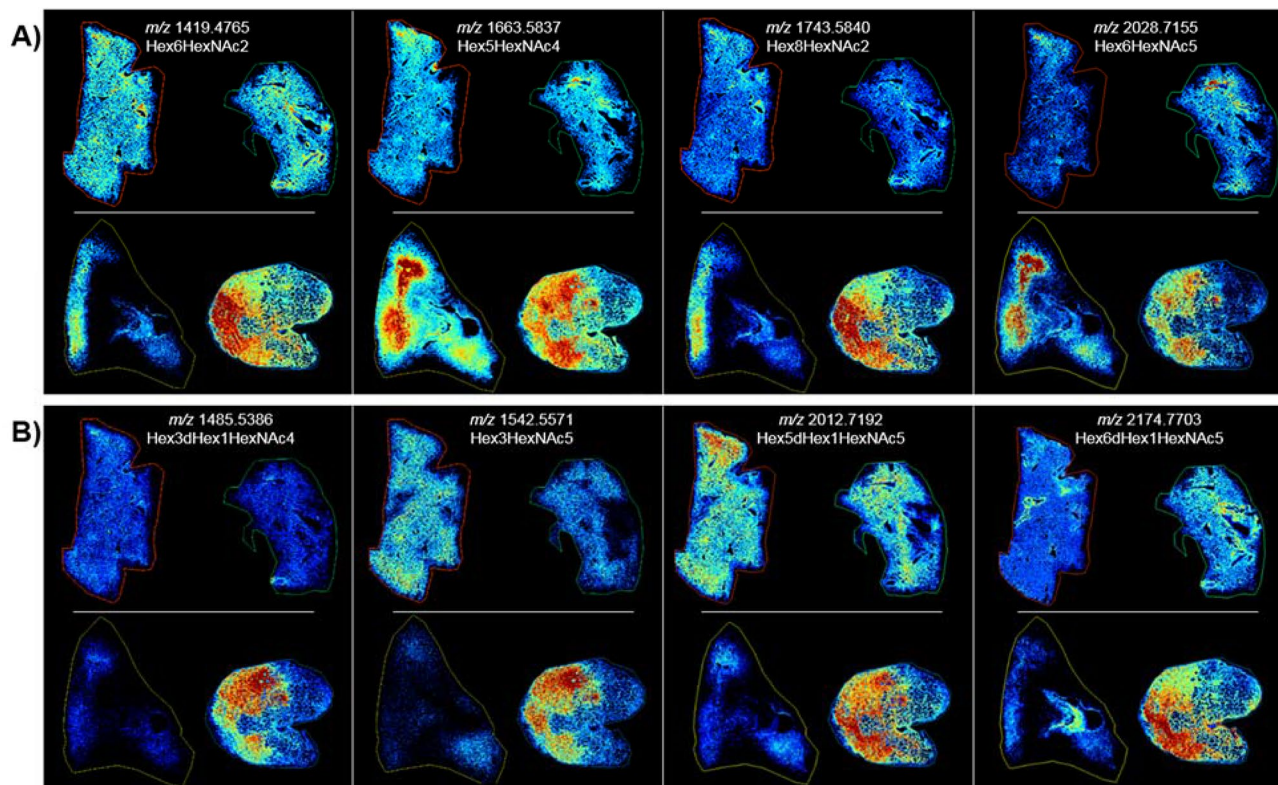 A)
m/z 1419.4765
Hex6HexNAc2
m/z 1663.5837
Hex5HexNAc4
m/z 1743.5840
Hex8HexNAc2
m/z 2028.7155
Hex6HexNAc5
B)
m/z 1485.5386
Hex3dHex1HexNAc4
m/z 1542.5571
Hex3HexNAc5
m/z 2012.7192
Hex5dHex1HexNAc5
m/z 2174.7703
Hex6dHex1HexNAc5